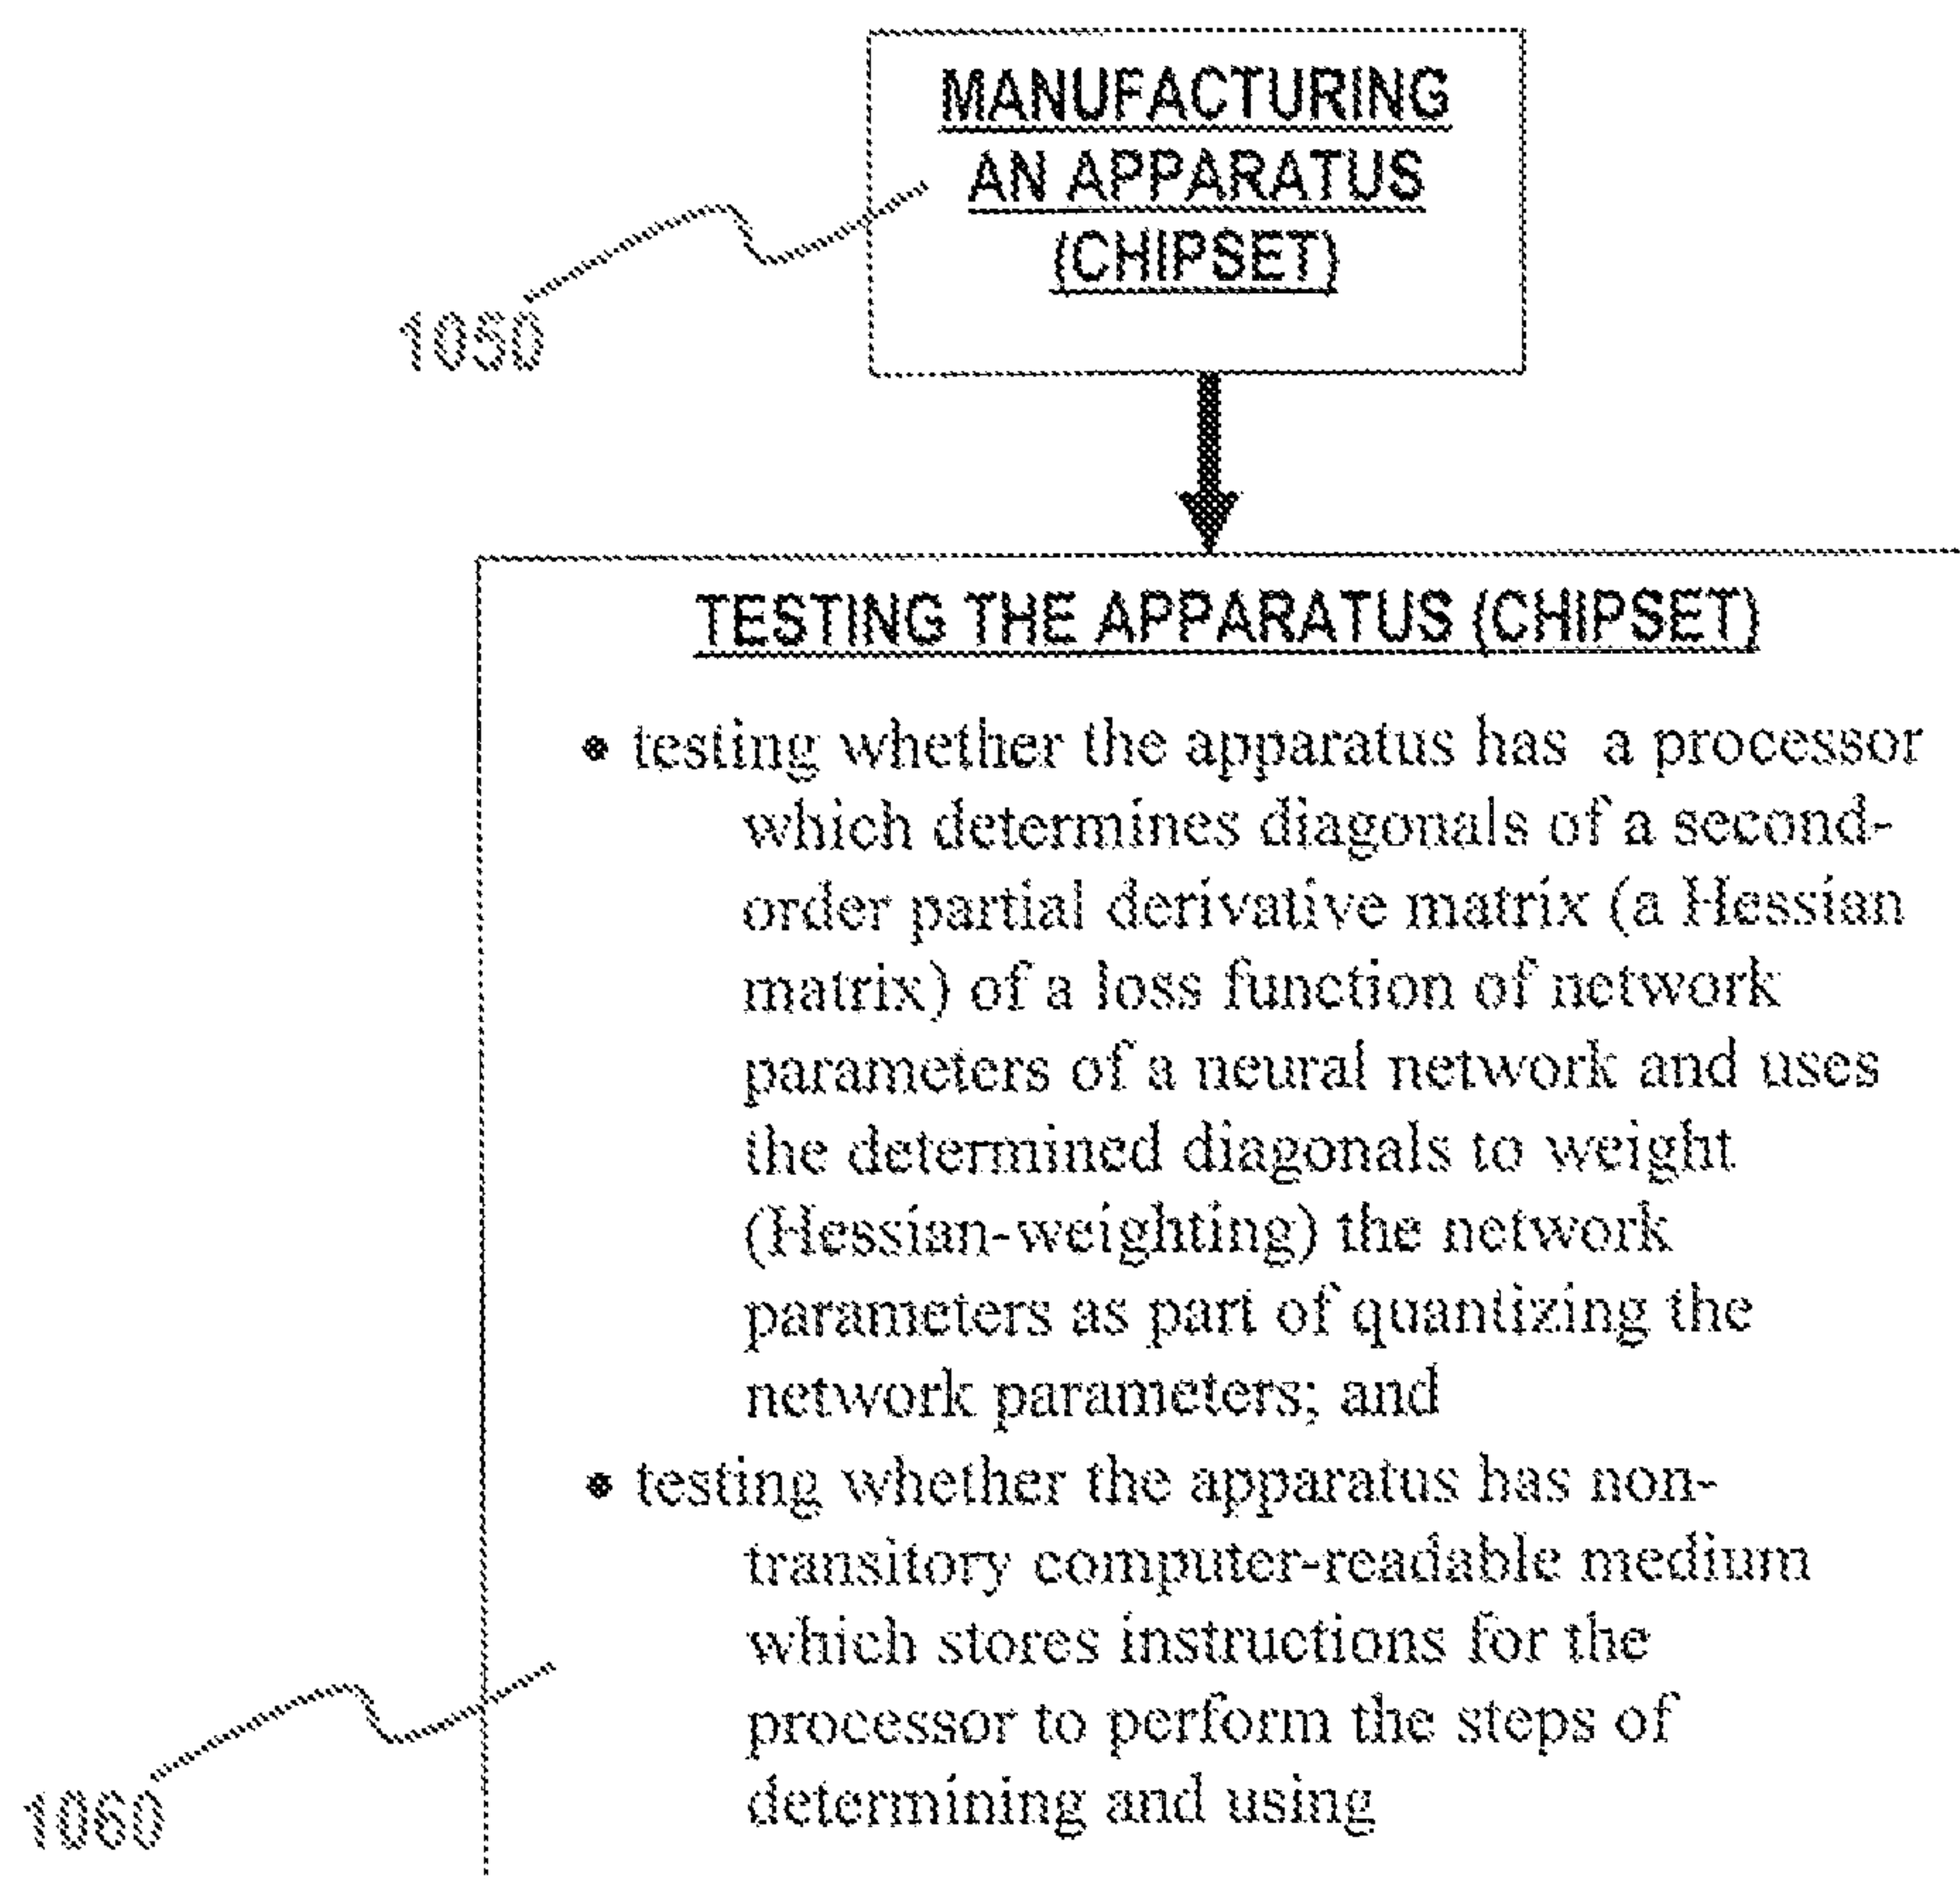 MANUFACTURING
AN APPARATUS
(CHIPSET)
1050
TESTING THE APPARATUS (CHIPSET)
• testing whether the apparatus has a processor
which determines diagonals of a second-
order partial derivative matrix (a Hessian
matrix) of a loss function of network
parameters of a neural network and uses
the determined diagonals to weight
(Hessian-weighting) the network
parameters as part of quantizing the
network parameters; and
• testing whether the apparatus has non-
transitory computer-readable medium
which stores instructions for the
processor to perform the steps of
determining and using
1060